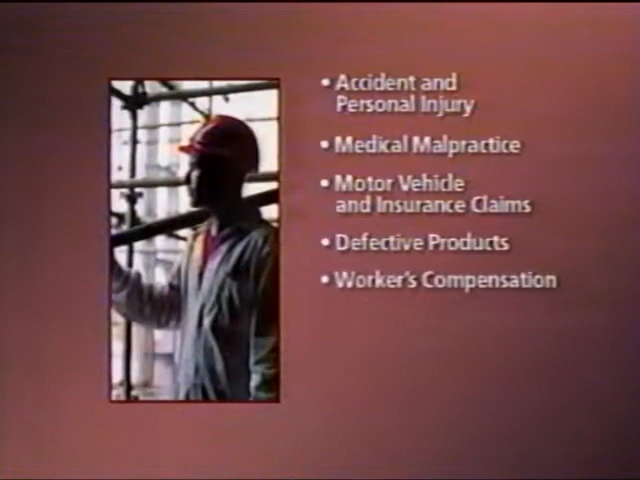 • Accident and
Personal Injury
• Medical Malpractice
• Motor Vehicle
and Insurance Claims
• Defective Products
• Worker's Compensation